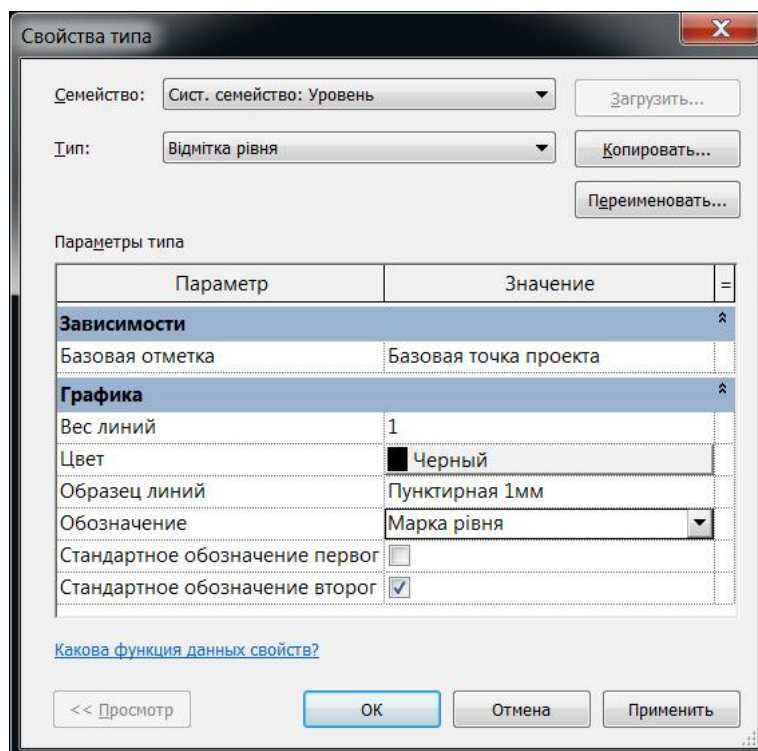 Свойства типа
Семейство: Сист. семейство: Уровень Загрузить...
Тип: Відмітка рівня Копировать...
Переименовать...
Параметры типа
Параметр Значение =
Зависимости
Базовая отметка Базовая точка проекта
Графика
Вес линий 1
Цвет Черный
Образец линий Пунктирная 1мм
Обозначение Марка рівня
Стандартное обозначение первог
Стандартное обозначение второг
Какова функция данных свойств?
<< Просмотр ОК Отмена Применить